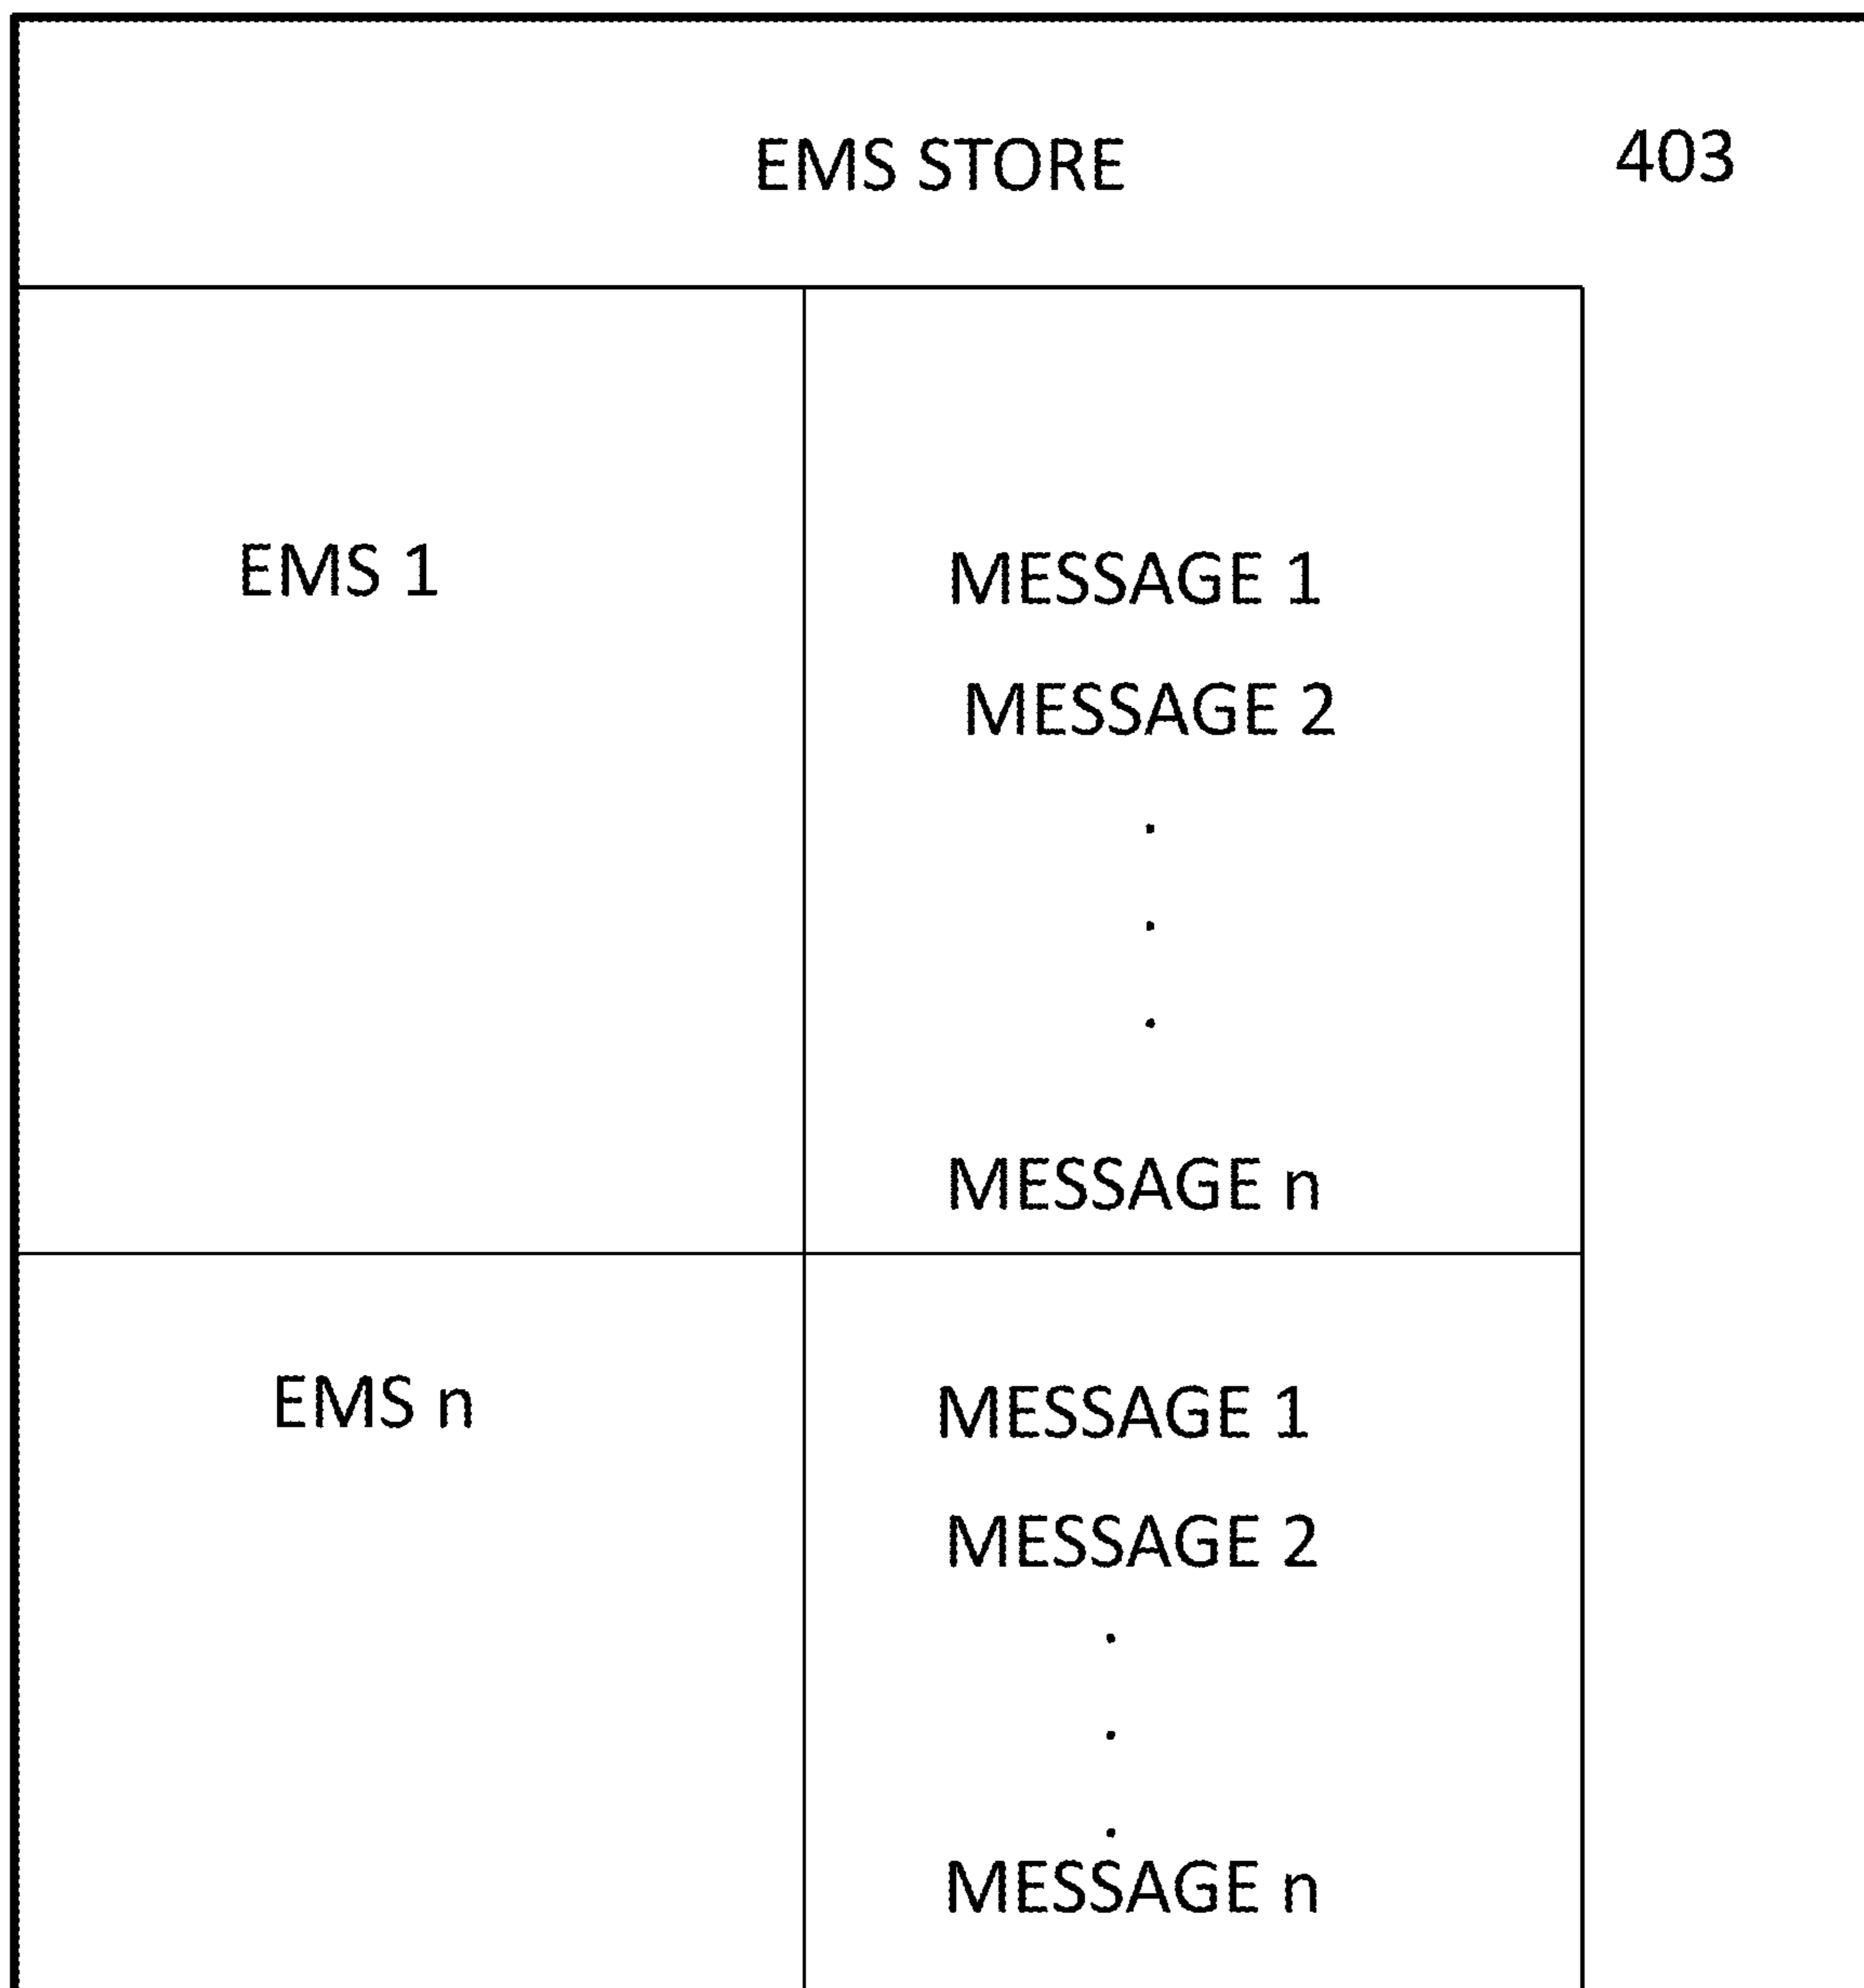 EMS STORE 403
EMS 1 MESSAGE 1
MESSAGE 2
.
.
.
MESSAGE n
EMS n MESSAGE 1
MESSAGE 2
.
.
.
MESSAGE n